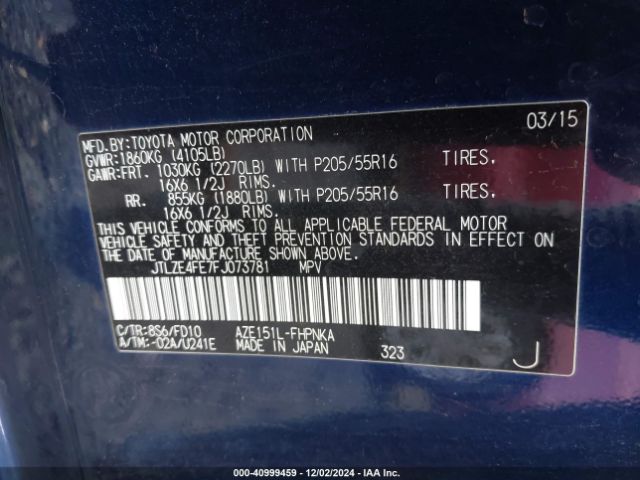 MFD.BY:TOYOTA MOTOR CORPORATION 03/15
GVWR:1860KG (4105LB)
GAWR:FRT. 1030KG (2270LB) WITH P205/55R16 TIRES,
16X6 1/2J RIMS.
RR. 855KG (1880LB) WITH P205/55R16 TIRES,
16X6 1/2J RIMS.
THIS VEHICLE CONFORMS TO ALL APPLICABLE FEDERAL MOTOR
VEHICLE SAFETY AND THEFT PREVENTION STANDARDS IN EFFECT ON
THE DATE OF MANUFACTURE SHOWN ABOVE.
JTLZE4FE7FJ073781 MPV
C/TR:8S6/FD10 AZE151L-FHPNKA
A/TM:-02A/U241E MADE IN JAPAN 323 J
000-40999459 - 12/02/2024 - IAA Inc.